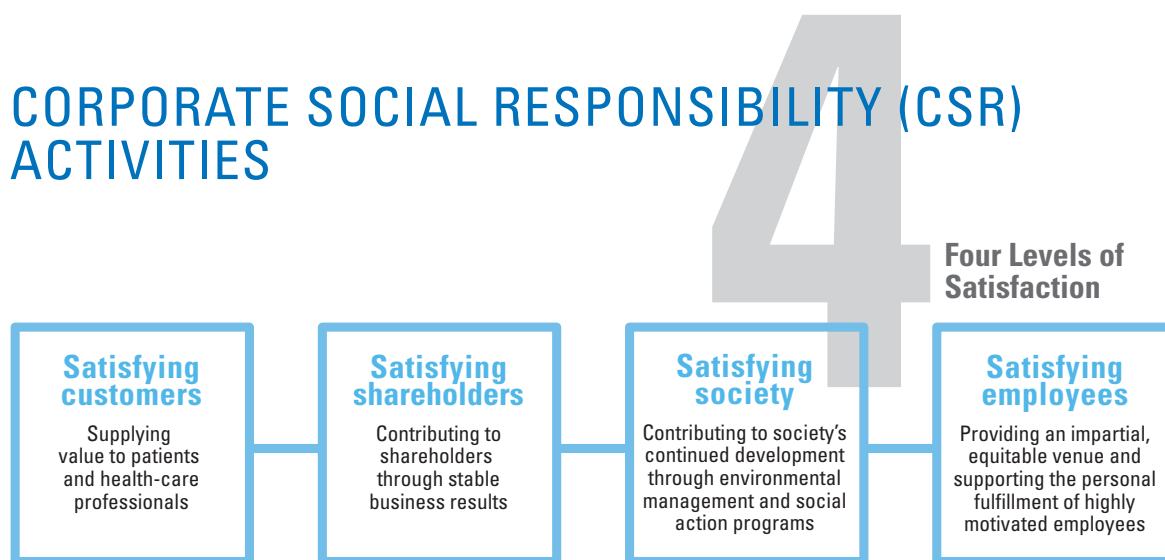 CORPORATE SOCIAL RESPONSIBILITY (CSR)
ACTIVITIES
4
Four Levels of
Satisfaction
Satisfying
customers
Supplying
value to patients
and health-care
professionals
Satisfying
shareholders
Contributing to
shareholders
through stable
business results
Satisfying
society
Contributing to society's
continued development
through environmental
management and social
action programs
Satisfying
employees
Providing an impartial,
equitable venue and
supporting the personal
fulfillment of highly
motivated employees